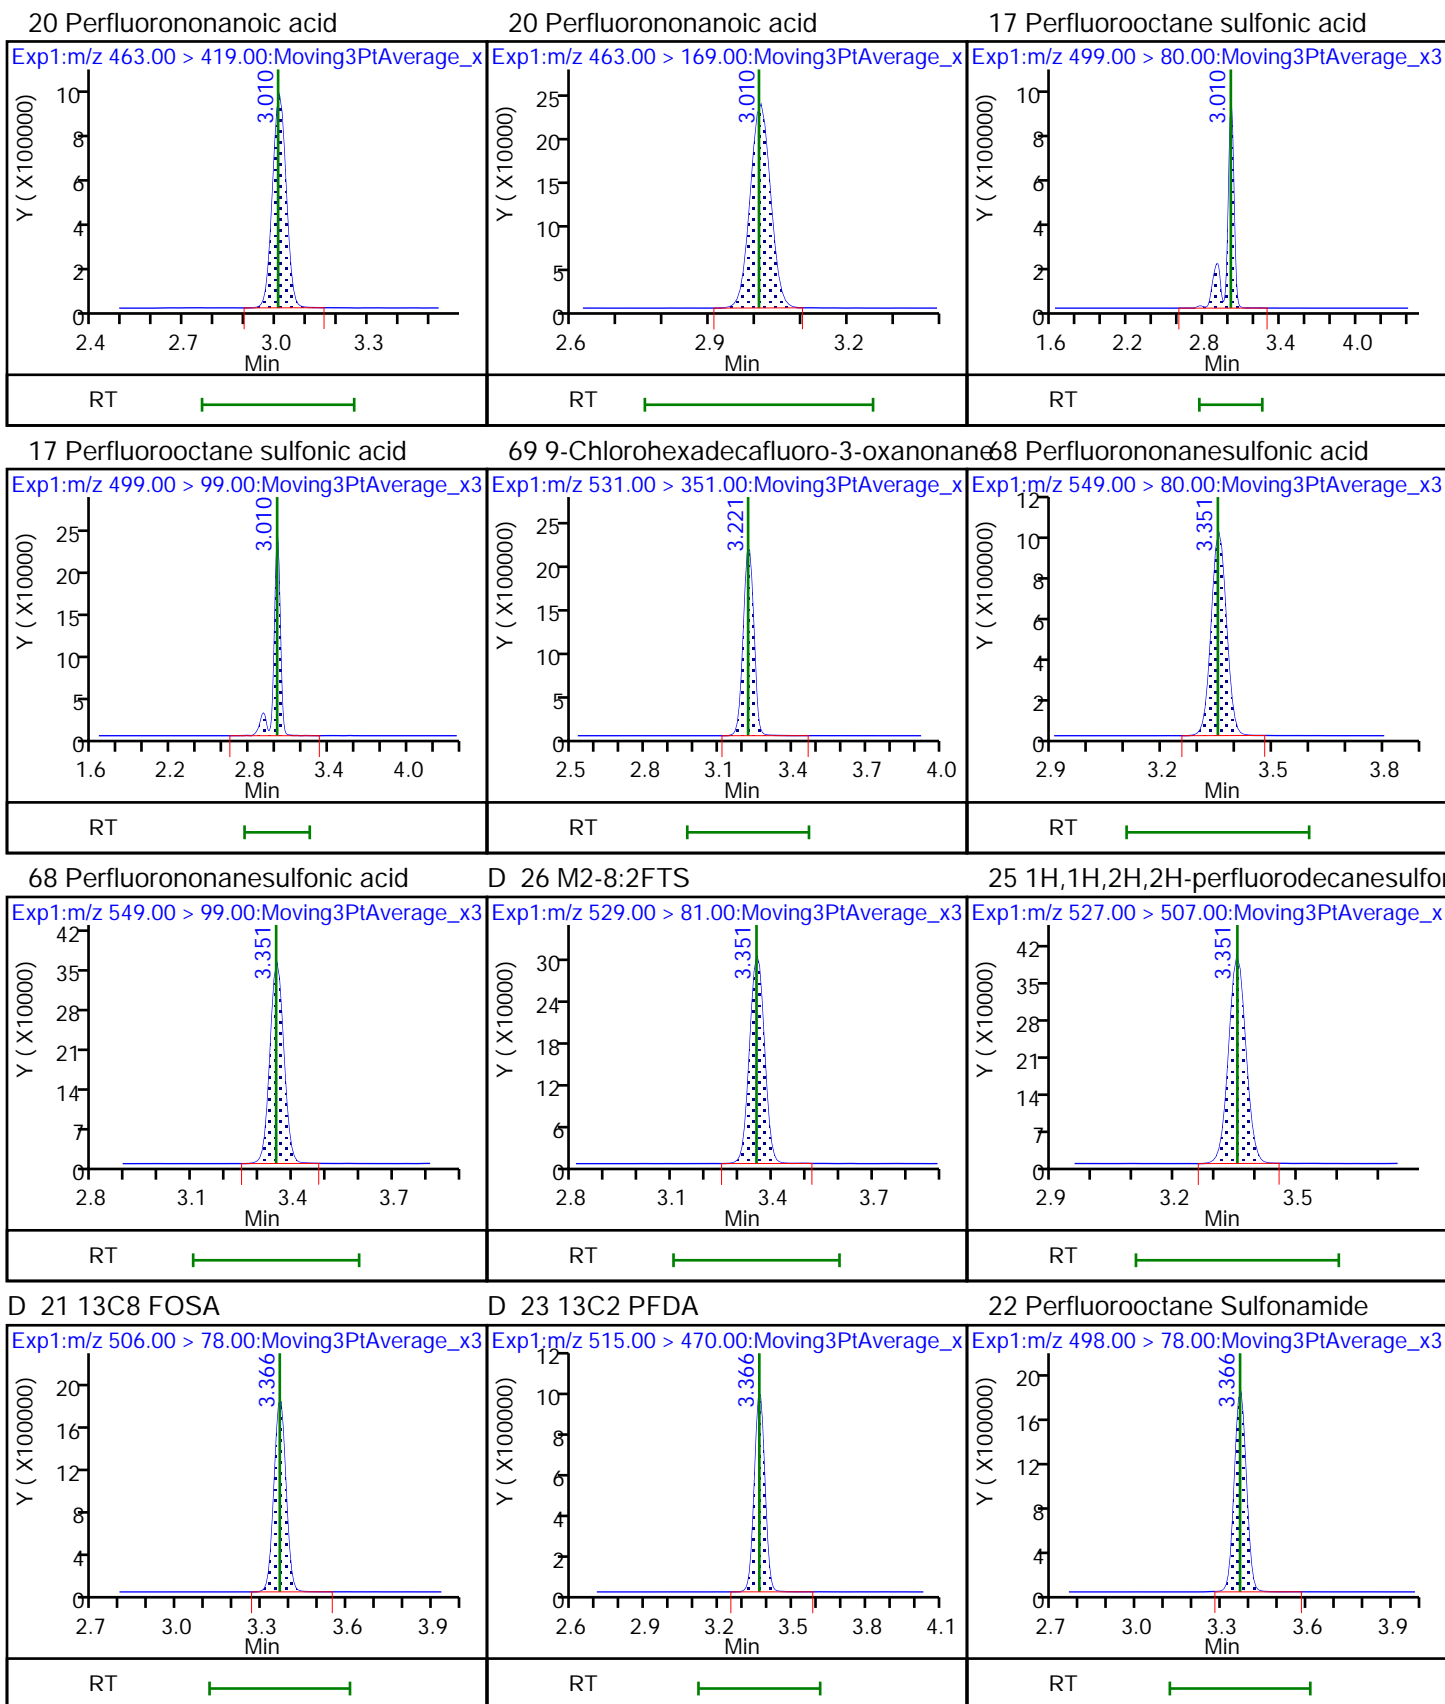 20 Perfluorononanoic acid
Exp1:m/z 463.00 > 419.00:Moving3PtAverage_x
Y ( X100000)
10
8
6
4
2
0
3.010
2.4 2.7 3.0 3.3
Min
RT
20 Perfluorononanoic acid
Exp1:m/z 463.00 > 169.00:Moving3PtAverage_x
Y ( X10000)
25
20
15
10
5
0
3.010
2.6 2.9 3.2
Min
RT
17 Perfluorooctane sulfonic acid
Exp1:m/z 499.00 > 80.00:Moving3PtAverage_x3
Y ( X100000)
10
8
6
4
2
0
3.010
1.6 2.2 2.8 3.4 4.0
Min
RT
17 Perfluorooctane sulfonic acid
Exp1:m/z 499.00 > 99.00:Moving3PtAverage_x3
Y ( X10000)
25
20
15
10
5
0
3.010
1.6 2.2 2.8 3.4 4.0
Min
RT
69 9-Chlorohexadecafluoro-3-oxanonane
Exp1:m/z 531.00 > 351.00:Moving3PtAverage_x
Y ( X100000)
25
20
15
10
5
0
3.221
2.5 2.8 3.1 3.4 3.7 4.0
Min
RT
68 Perfluorononanesulfonic acid
Exp1:m/z 549.00 > 80.00:Moving3PtAverage_x3
Y ( X100000)
12
10
8
6
4
2
0
3.351
2.9 3.2 3.5 3.8
Min
RT
68 Perfluorononanesulfonic acid
Exp1:m/z 549.00 > 99.00:Moving3PtAverage_x3
Y ( X10000)
42
35
28
21
14
7
0
3.351
2.8 3.1 3.4 3.7
Min
RT
D 26 M2-8:2FTS
Exp1:m/z 529.00 > 81.00:Moving3PtAverage_x3
Y ( X10000)
30
24
18
12
6
0
3.351
2.8 3.1 3.4 3.7
Min
RT
25 1H,1H,2H,2H-perfluorodecanesulfon
Exp1:m/z 527.00 > 507.00:Moving3PtAverage_x
Y ( X10000)
42
35
28
21
14
7
0
3.351
2.9 3.2 3.5
Min
RT
D 21 13C8 FOSA
Exp1:m/z 506.00 > 78.00:Moving3PtAverage_x3
Y ( X100000)
20
16
12
8
4
0
3.366
2.7 3.0 3.3 3.6 3.9
Min
RT
D 23 13C2 PFDA
Exp1:m/z 515.00 > 470.00:Moving3PtAverage_x
Y ( X100000)
12
10
8
6
4
2
0
3.366
2.6 2.9 3.2 3.5 3.8 4.1
Min
RT
22 Perfluorooctane Sulfonamide
Exp1:m/z 498.00 > 78.00:Moving3PtAverage_x3
Y ( X100000)
20
16
12
8
4
0
3.366
2.7 3.0 3.3 3.6 3.9
Min
RT